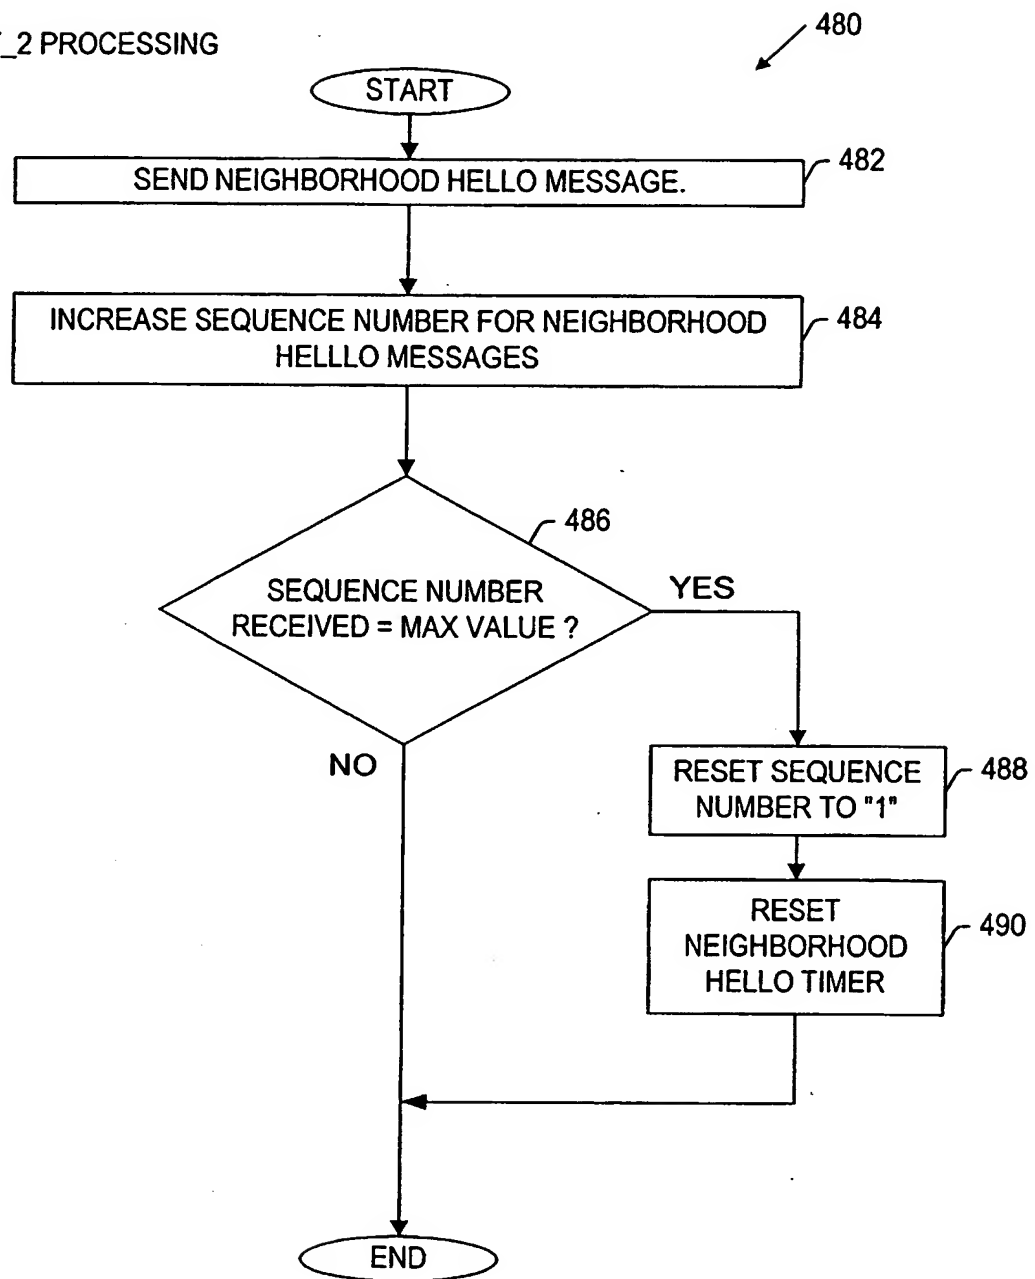 _2 PROCESSING
480
START
SEND NEIGHBORHOOD HELLO MESSAGE.
482
INCREASE SEQUENCE NUMBER FOR NEIGHBORHOOD
HELLLO MESSAGES
484
486
SEQUENCE NUMBER
RECEIVED = MAX VALUE ?
YES
NO
RESET SEQUENCE
NUMBER TO "1"
488
RESET
NEIGHBORHOOD
HELLO TIMER
490
END